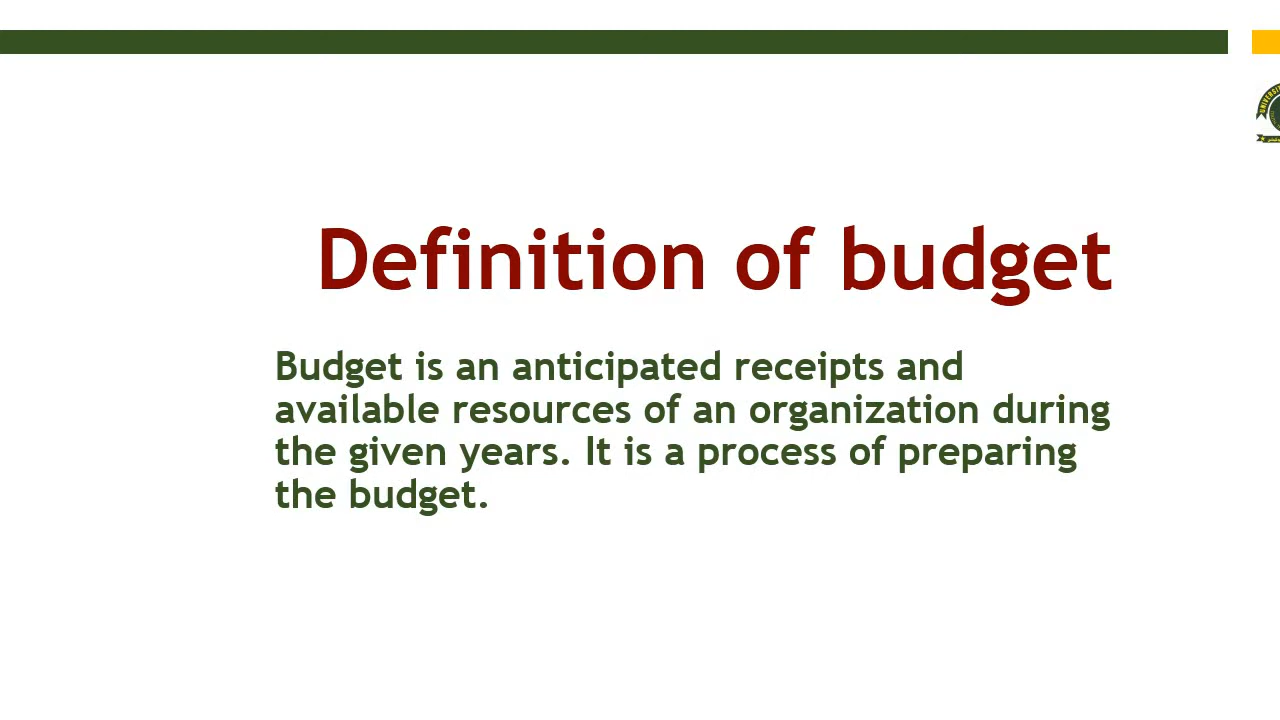 Definition of budget
Budget is an anticipated receipts and
available resources of an organization during
the given years. It is a process of preparing
the budget.